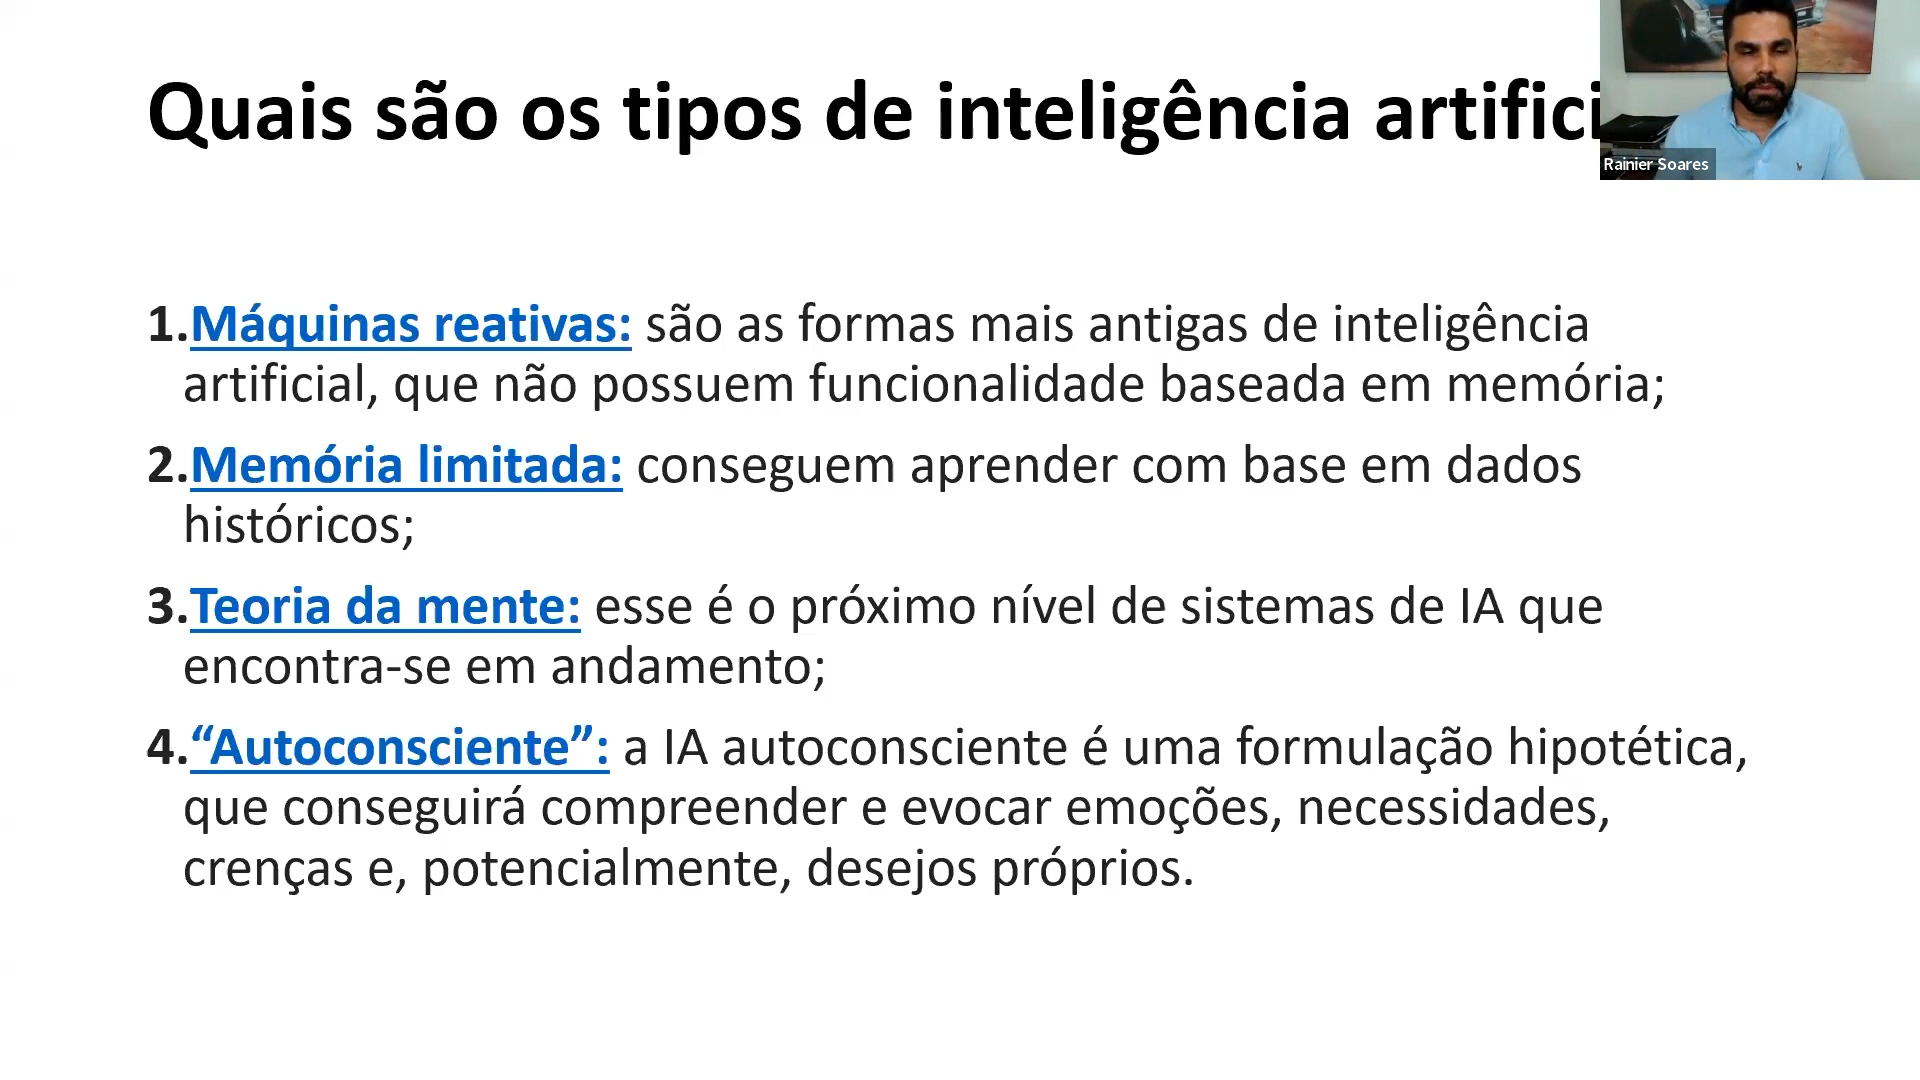 Quais são os tipos de inteligência artifici
Rainier Soares
1.Máquinas reativas: são as formas mais antigas de inteligência
artificial, que não possuem funcionalidade baseada em memória;
2.Memória limitada: conseguem aprender com base em dados
históricos;
3.Teoria da mente: esse é o próximo nível de sistemas de IA que
encontra-se em andamento;
4.“Autoconsciente”: a IA autoconsciente é uma formulação hipotética,
que conseguirá compreender e evocar emoções, necessidades,
crenças e, potencialmente, desejos próprios.